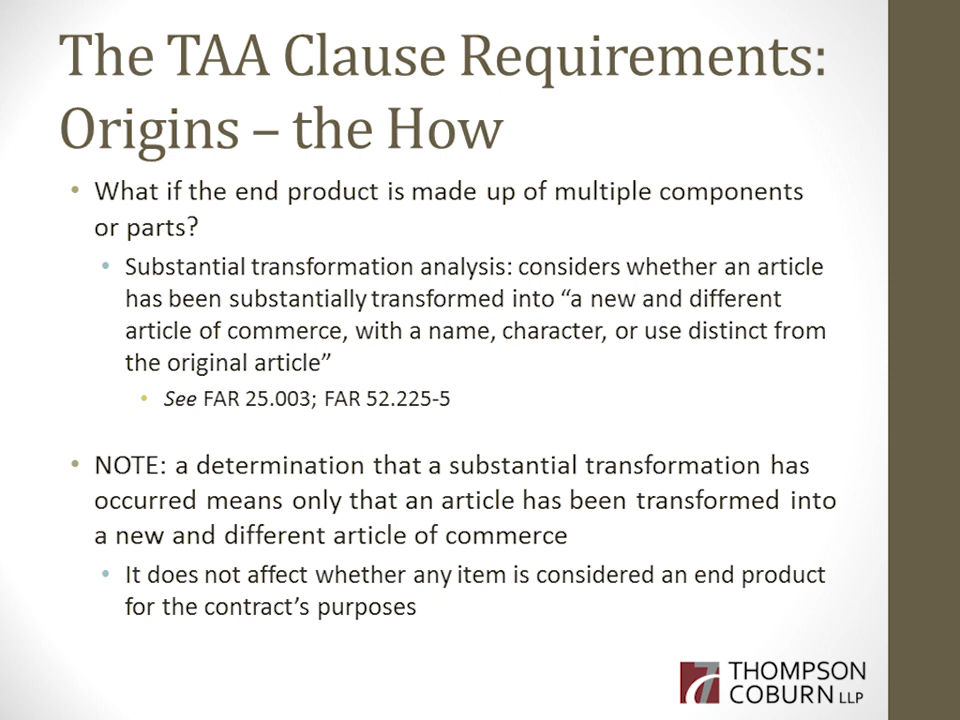 The TAA Clause Requirements:
Origins – the How
• What if the end product is made up of multiple components
or parts?
• Substantial transformation analysis: considers whether an article
has been substantially transformed into “a new and different
article of commerce, with a name, character, or use distinct from
the original article”
• See FAR 25.003; FAR 52.225-5
• NOTE: a determination that a substantial transformation has
occurred means only that an article has been transformed into
a new and different article of commerce
• It does not affect whether any item is considered an end product
for the contract’s purposes
THOMPSON
COBURN LLP